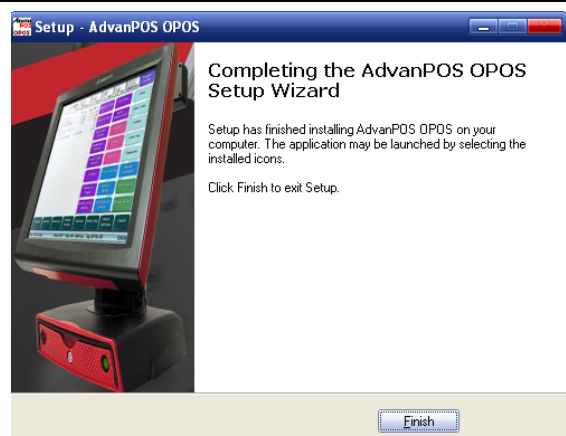 Setup - AdvanPOS OPOS
Completing the AdvanPOS OPOS
Setup Wizard
Setup has finished installing AdvanPOS OPOS on your
computer. The application may be launched by selecting the
installed icons.
Click Finish to exit Setup.
Finish